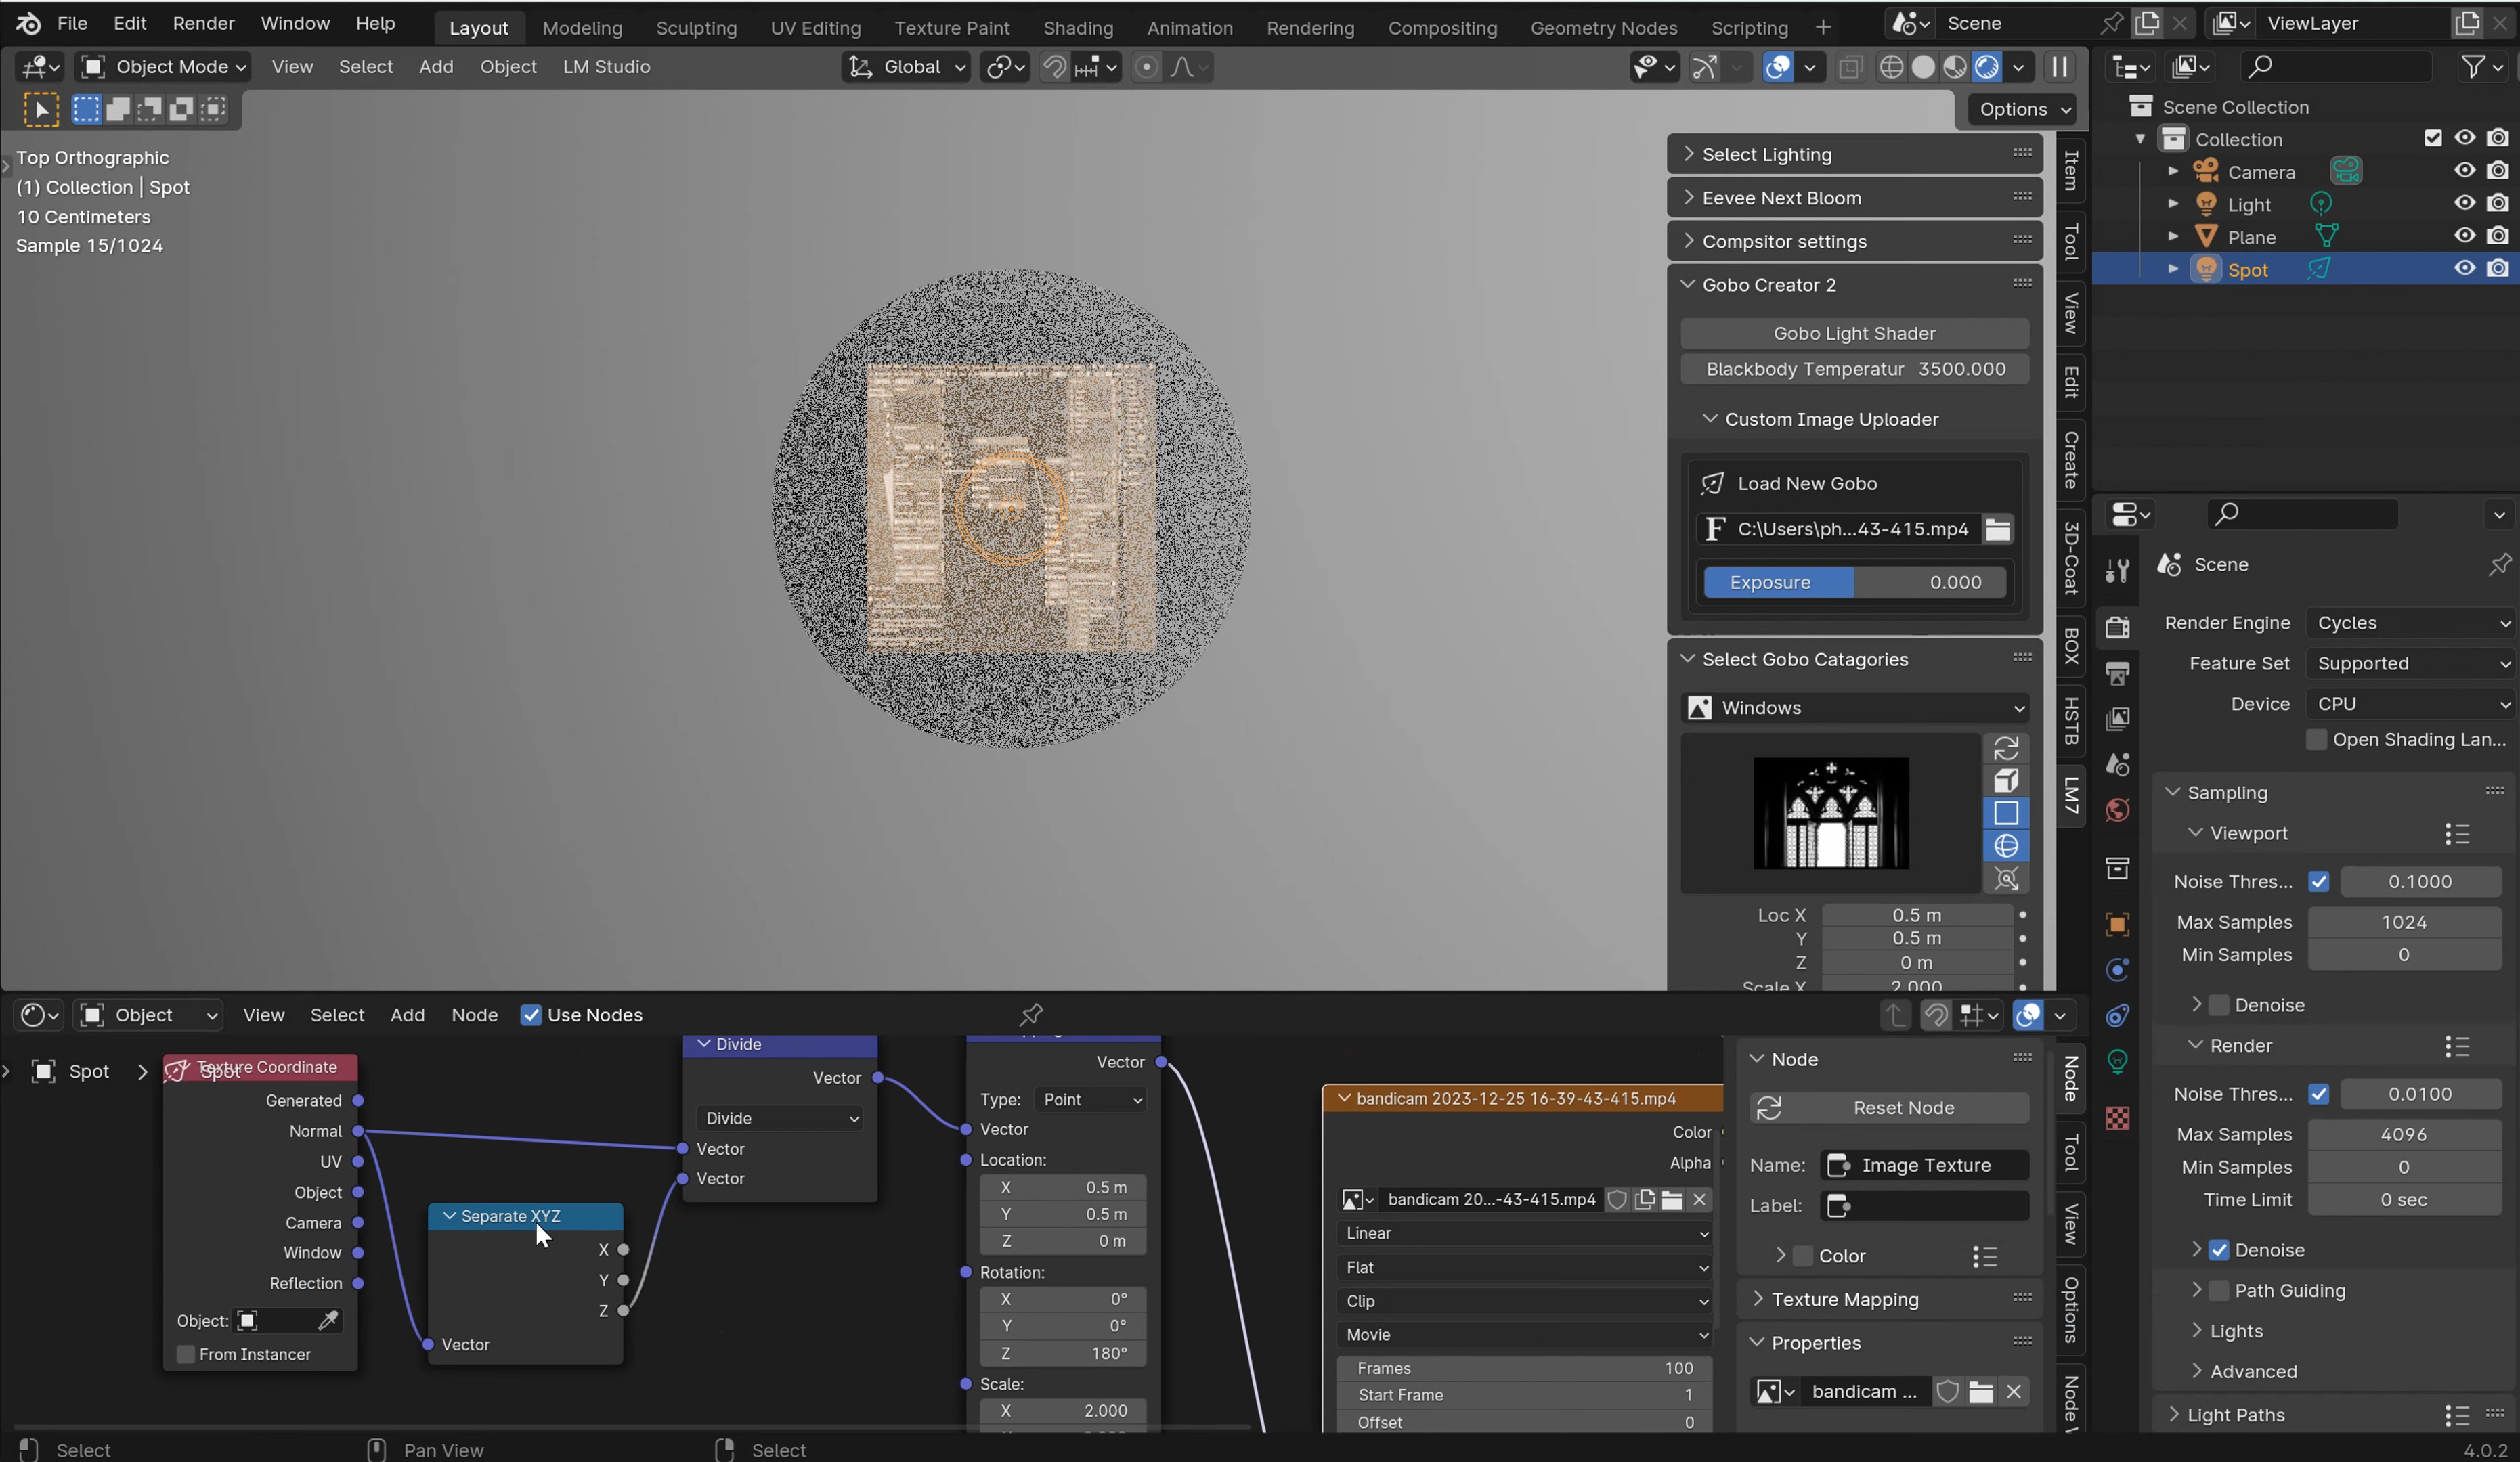 File Edit Render Window Help Layout Modeling Sculpting UV Editing Texture Paint Shading Animation Rendering Compositing Geometry Nodes Scripting + Scene ViewLayer
Object Mode View Select Add Object LM Studio Global
Options
Top Orthographic
(1) Collection | Spot
10 Centimeters
Sample 15/1024
Select Lighting
Eevee Next Bloom
Compsitor settings
Gobo Creator 2
Gobo Light Shader
Blackbody Temperatur 3500.000
Custom Image Uploader
Load New Gobo
F C:\Users\ph...43-415.mp4
Exposure 0.000
Select Gobo Catagories
Windows
Loc X 0.5 m
Y 0.5 m
Z 0 m
Scale X 2.000
Item
Tool
View
Edit
Create
3D-Coat
BOX
HSTB
LM7
Scene Collection
Collection
Camera
Light
Plane
Spot
Scene
Render Engine Cycles
Feature Set Supported
Device CPU
Open Shading Lan...
Sampling
Viewport
Noise Thres... 0.1000
Max Samples 1024
Min Samples 0
Denoise
Render
Noise Thres... 0.0100
Max Samples 4096
Min Samples 0
Time Limit 0 sec
Denoise
Path Guiding
Lights
Advanced
Light Paths
Object View Select Add Node Use Nodes
Spot
Spot
Texture Coordinate
Generated
Normal
UV
Object
Camera
Window
Reflection
Object:
From Instancer
Separate XYZ
X
Y
Z
Vector
Divide
Vector
Divide
Vector
Vector
Vector
Type: Point
Vector
Location:
X 0.5 m
Y 0.5 m
Z 0 m
Rotation:
X 0°
Y 0°
Z 180°
Scale:
X 2.000
bandicam 2023-12-25 16-39-43-415.mp4
Color
Alpha
bandicam 20...-43-415.mp4
Linear
Flat
Clip
Movie
Frames 100
Start Frame 1
Offset 0
Node
Reset Node
Name: Image Texture
Label:
Color
Texture Mapping
Properties
bandicam ...
Node
Tool
View
Options
Node
Select Pan View Select 4.0.2